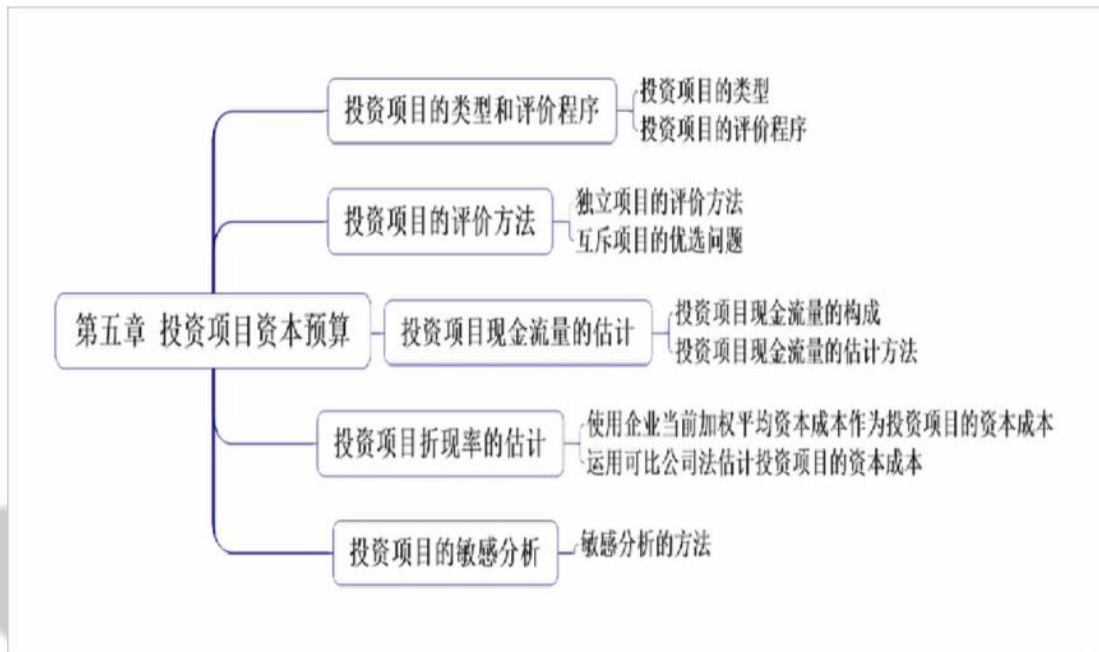 投资项目的类型和评价程序
投资项目的类型
投资项目的评价程序
投资项目的评价方法
独立项目的评价方法
互斥项目的优选问题
第五章 投资项目资本预算
投资项目现金流量的估计
投资项目现金流量的构成
投资项目现金流量的估计方法
投资项目折现率的估计
使用企业当前加权平均资本成本作为投资项目的资本成本
运用可比公司法估计投资项目的资本成本
投资项目的敏感分析
敏感分析的方法